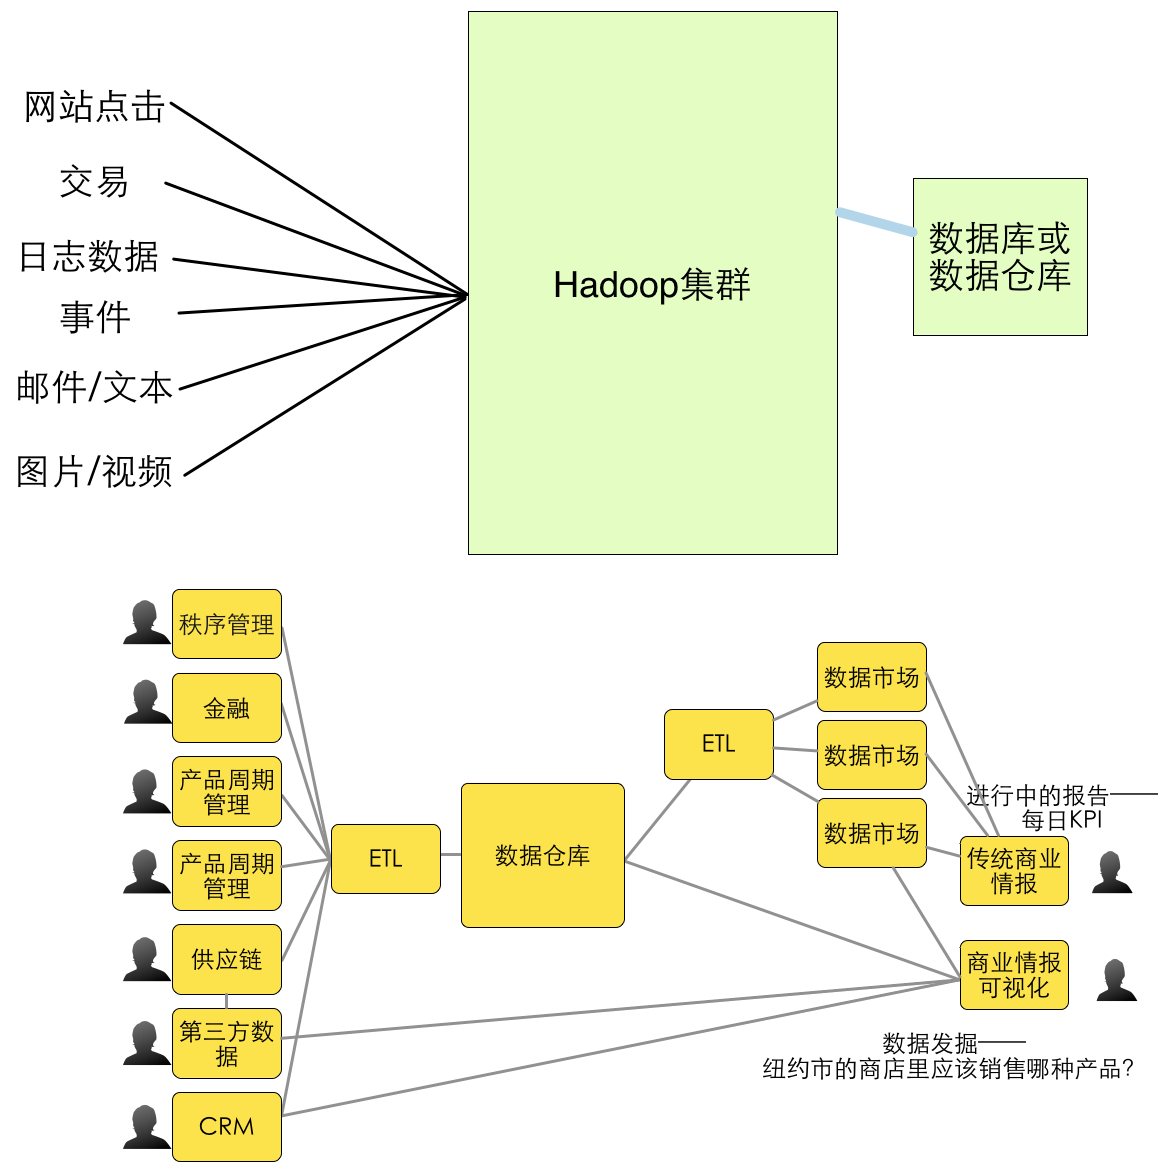 网站点击
交易
日志数据
事件
邮件/文本
图片/视频
Hadoop集群
数据库或
数据仓库
秩序管理
金融
产品周期
管理
产品周期
管理
供应链
第三方数
据
CRM
ETL
数据仓库
ETL
数据市场
数据市场
数据市场
进行中的报告——
每日KPI
传统商业
情报
商业情报
可视化
数据发掘——
纽约市的商店里应该销售哪种产品?